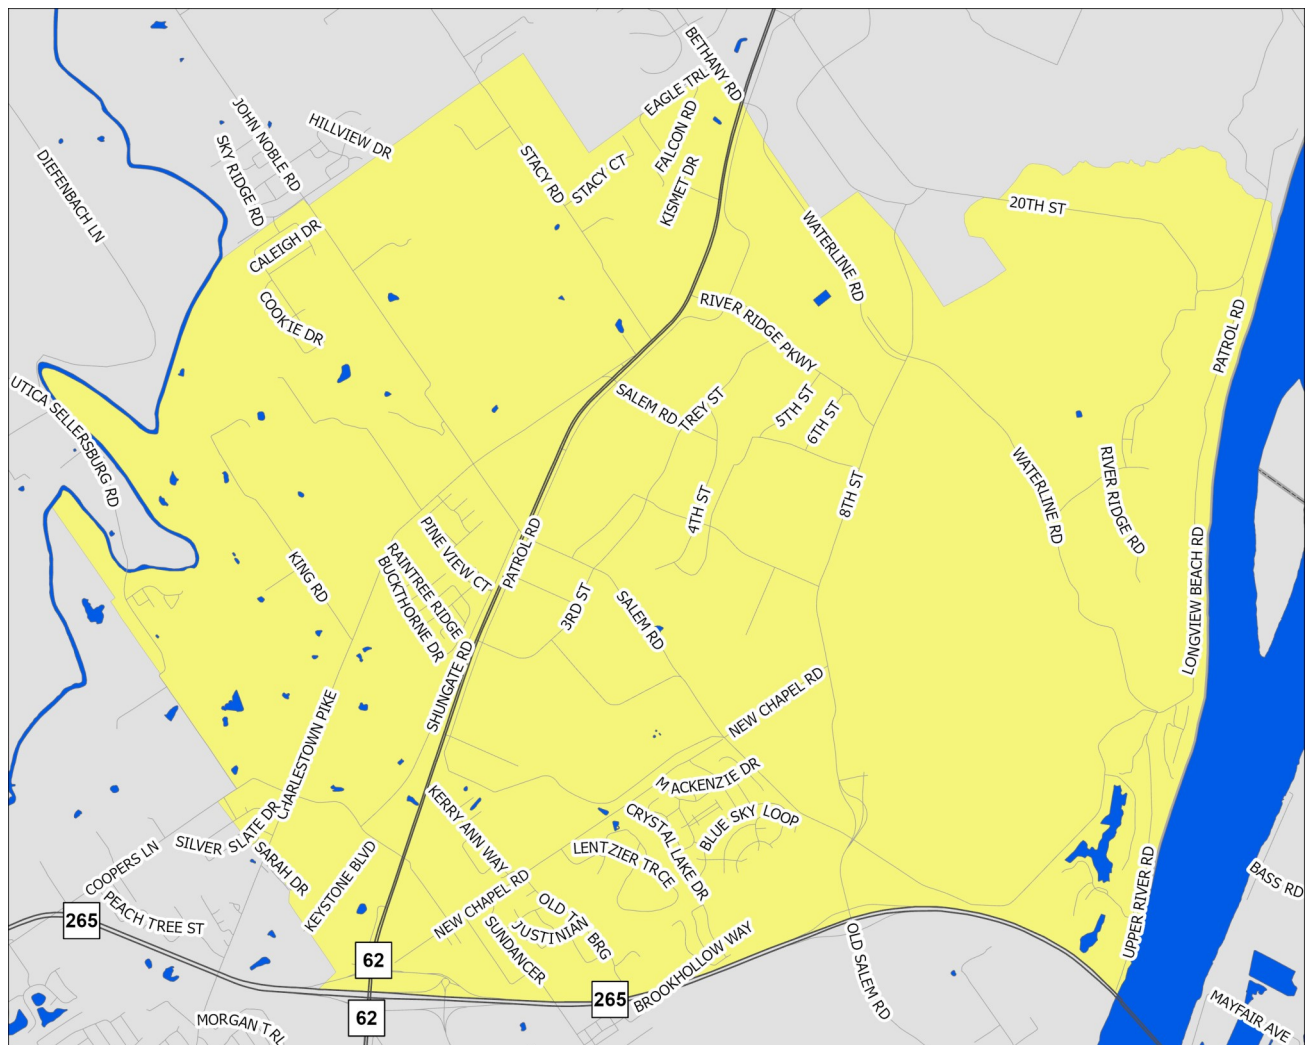 BETHANY RD
EAGLE TRL
JOHN NOBLE RD
HILLVIEW DR
FALCON RD
SKY RIDGE RD
STACY RD
STACY CT
KISMET DR
DIEFENBACH LN
20TH ST
CALEIGH DR
WATERLINE RD
COOKIE DR
RIVER RIDGE PKWY
PATROL RD
UTICA SELLERSBURG RD
SALEM RD
TREY ST
5TH ST
6TH ST
WATERLINE RD
RIVER RIDGE RD
8TH ST
4TH ST
PINE VIEW CT
PATROL RD
KING RD
RAINTREE RIDGE
BUCKTHORNE DR
3RD ST
SALEM RD
LONGVIEW BEACH RD
SHUNGATE RD
NEW CHAPEL RD
CHARLESTOWN PIKE
MACKENZIE DR
KERRY ANN WAY
CRYSTAL LAKE DR
BLUE SKY LOOP
SILVER SLATE DR
SARAH DR
LENTZIER TRCE
COOPERS LN
KEYSTONE BLVD
NEW CHAPEL RD
PEACH TREE ST
OLD TN BRG
JUSTINIAN
SUNDANCER
BROOKHOLLOW WAY
UPPER RIVER RD
BASS RD
265
62
OLD SALEM RD
265
62
MORGAN TRL
MAYFAIR AVE